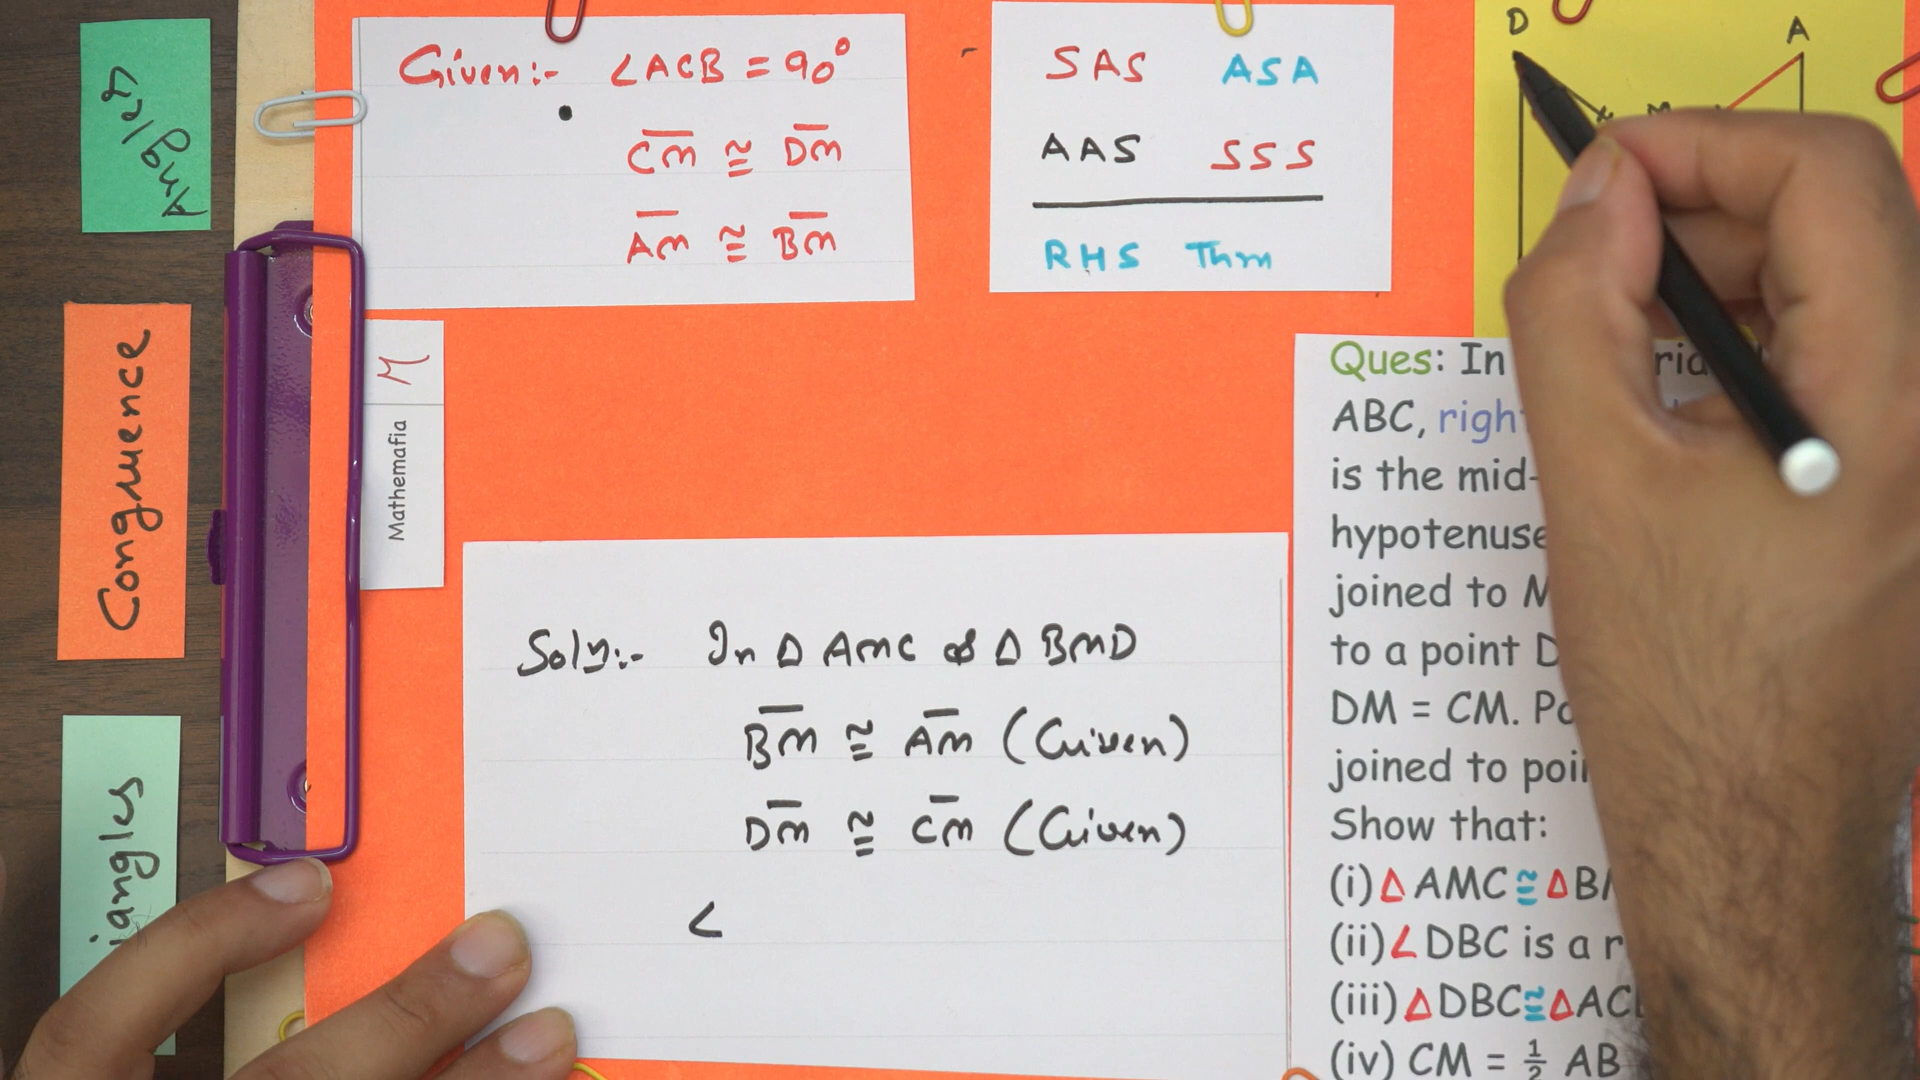 Angles
Congruence
iangles
Given:- ∠ACB = 90°
C̅M̅ ≅ D̅M̅
A̅M̅ ≅ B̅M̅
M
Mathemafia
SAS ASA
AAS SSS
RHS Thm
D A
M
Soln:- In Δ AMC & Δ BMD
B̅M̅ ≅ A̅M̅ (Given)
D̅M̅ ≅ C̅M̅ (Given)
∠
Ques: In
ABC, righ
is the mid-
hypotenuse
joined to M
to a point D
DM = CM. Po
joined to poi
Show that:
(i) Δ AMC ≅ Δ B
(ii) ∠ DBC is a r
(iii) Δ DBC ≅ Δ AC
(iv) CM = 1/2 AB